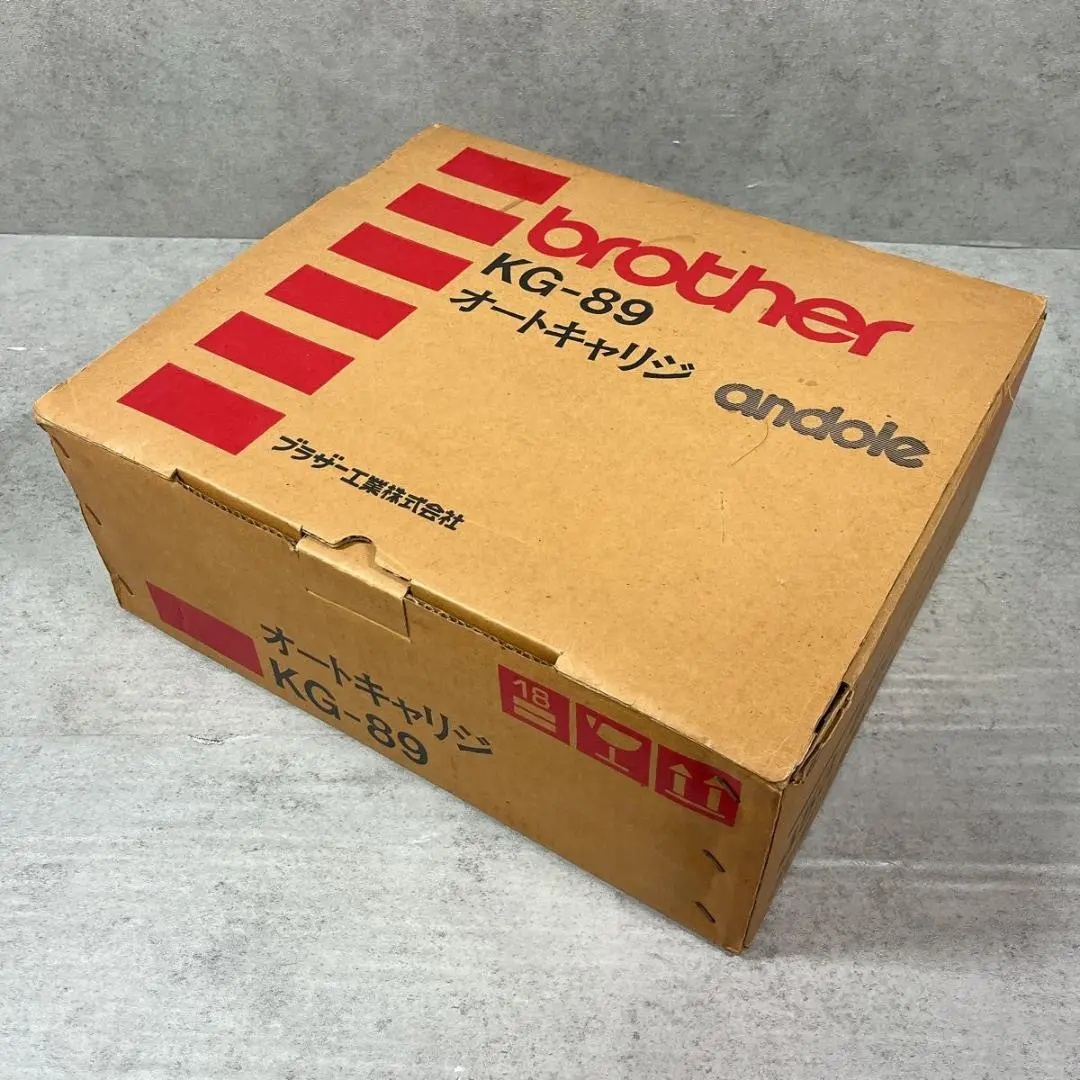 brother
KG-89
オートキャリジ
andole
ブラザー工業株式会社
オートキャリジ
KG-89
18